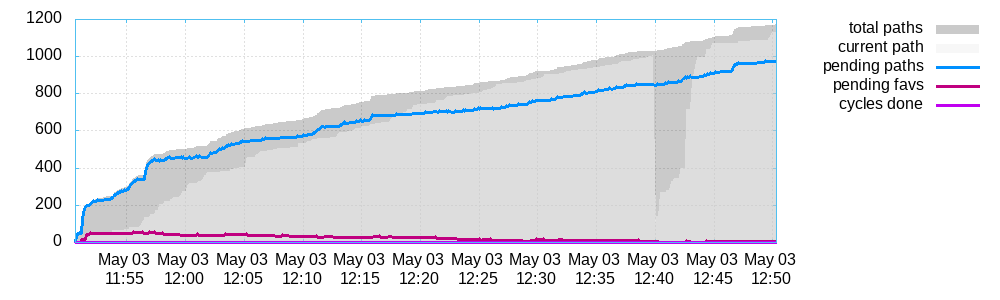 1200
1000
800
600
400
200
0
total paths
current path
pending paths
pending favs
cycles done
May 03 May 03 May 03 May 03 May 03 May 03 May 03 May 03 May 03 May 03 May 03 May 03
11:55 12:00 12:05 12:10 12:15 12:20 12:25 12:30 12:35 12:40 12:45 12:50